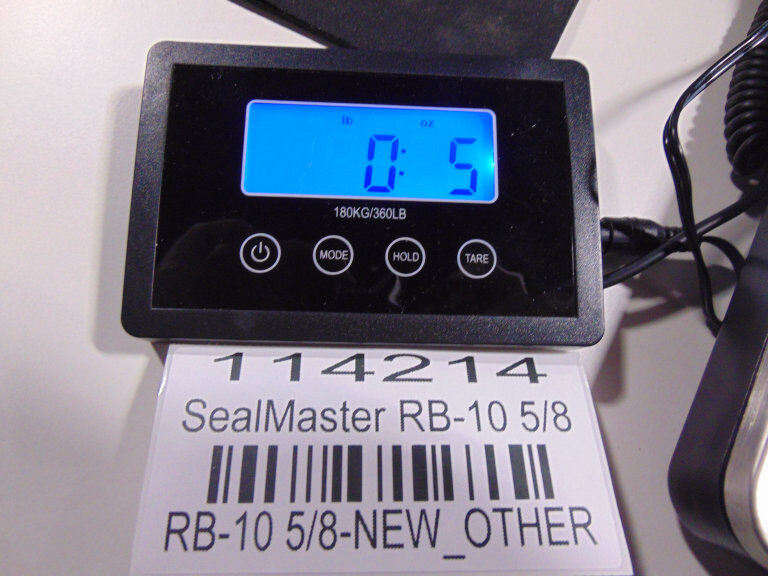 lb oz
0: 5
180KG/360LB
MODE HOLD TARE
114214
SealMaster RB-10 5/8
RB-10 5/8-NEW_OTHER